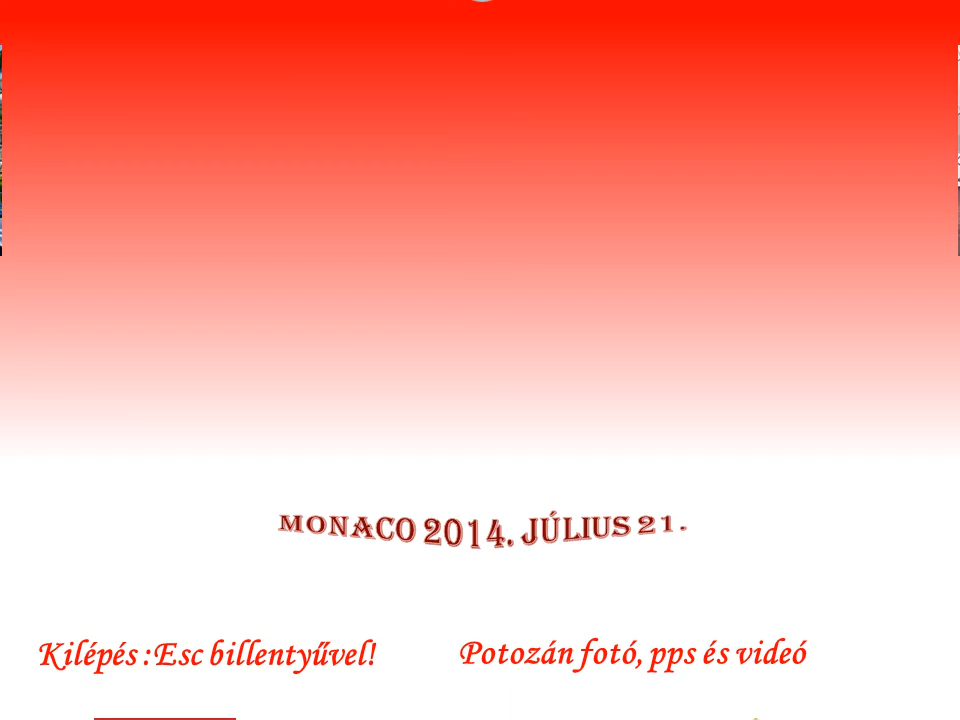 MONACO 2014. JÚLIUS 21.
Kilépés :Esc billentyűvel!
Potozán fotó, pps és videó